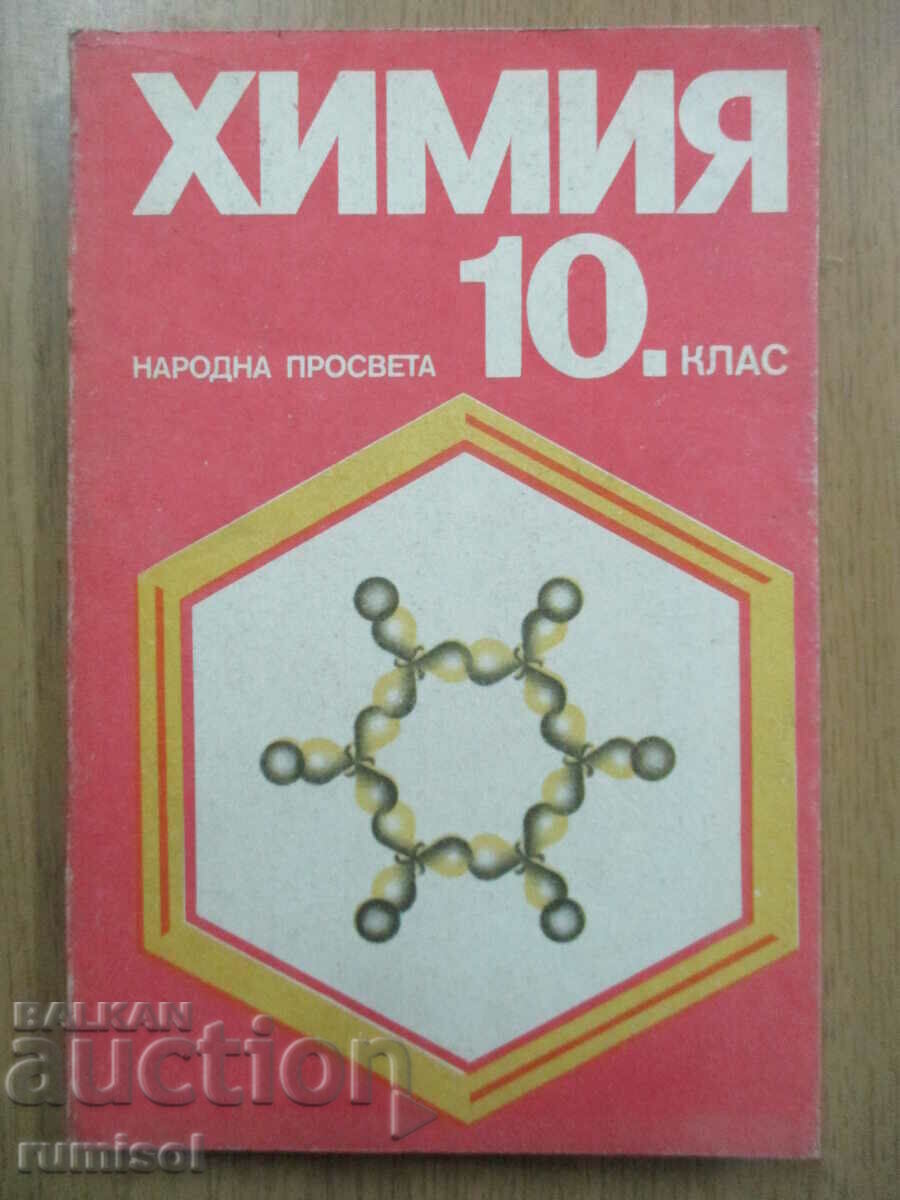 ХИМИЯ
10.
НАРОДНА ПРОСВЕТА
КЛАС
BALKAN
auction
rumisol